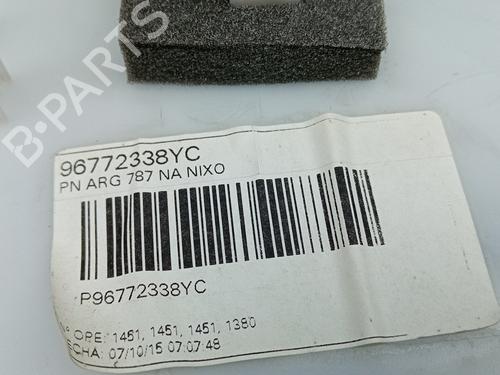 B-PARTS
96772338YC
PN ARG 787 NA NIXO
P96772338YC
º OPE: 1451, 1451, 1451, 1380
ECHA: 07/10/15 07:07:48